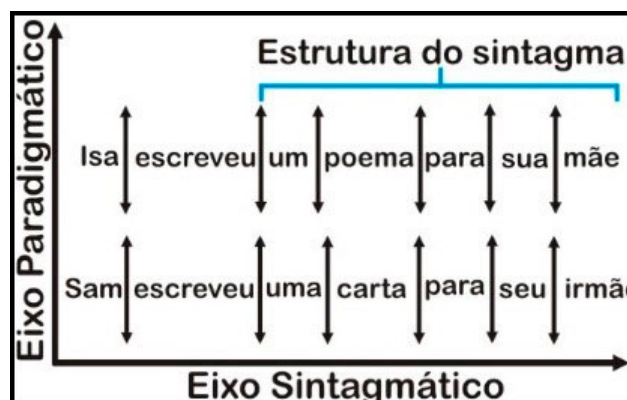 Eixo Paradigmático
Estrutura do sintagma
Isa escreveu um poema para sua mãe
Sam escreveu uma carta para seu irmão
Eixo Sintagmático